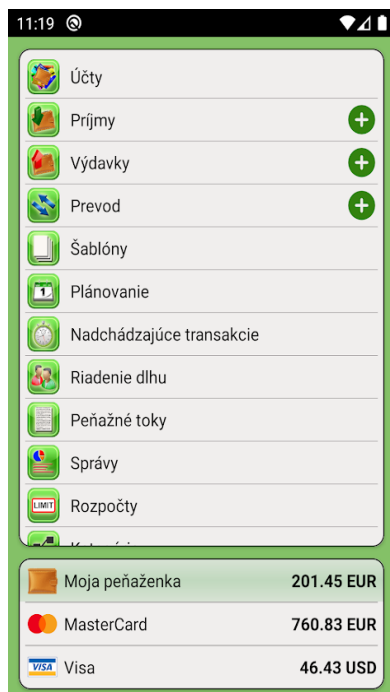 11:19
Účty
Príjmy
Výdavky
Prevod
Šablóny
1
Plánovanie
Nadchádzajúce transakcie
Riadenie dlhu
Peňažné toky
Správy
LIMIT
Rozpočty
Moja peňaženka 201.45 EUR
MasterCard 760.83 EUR
VISA Visa 46.43 USD